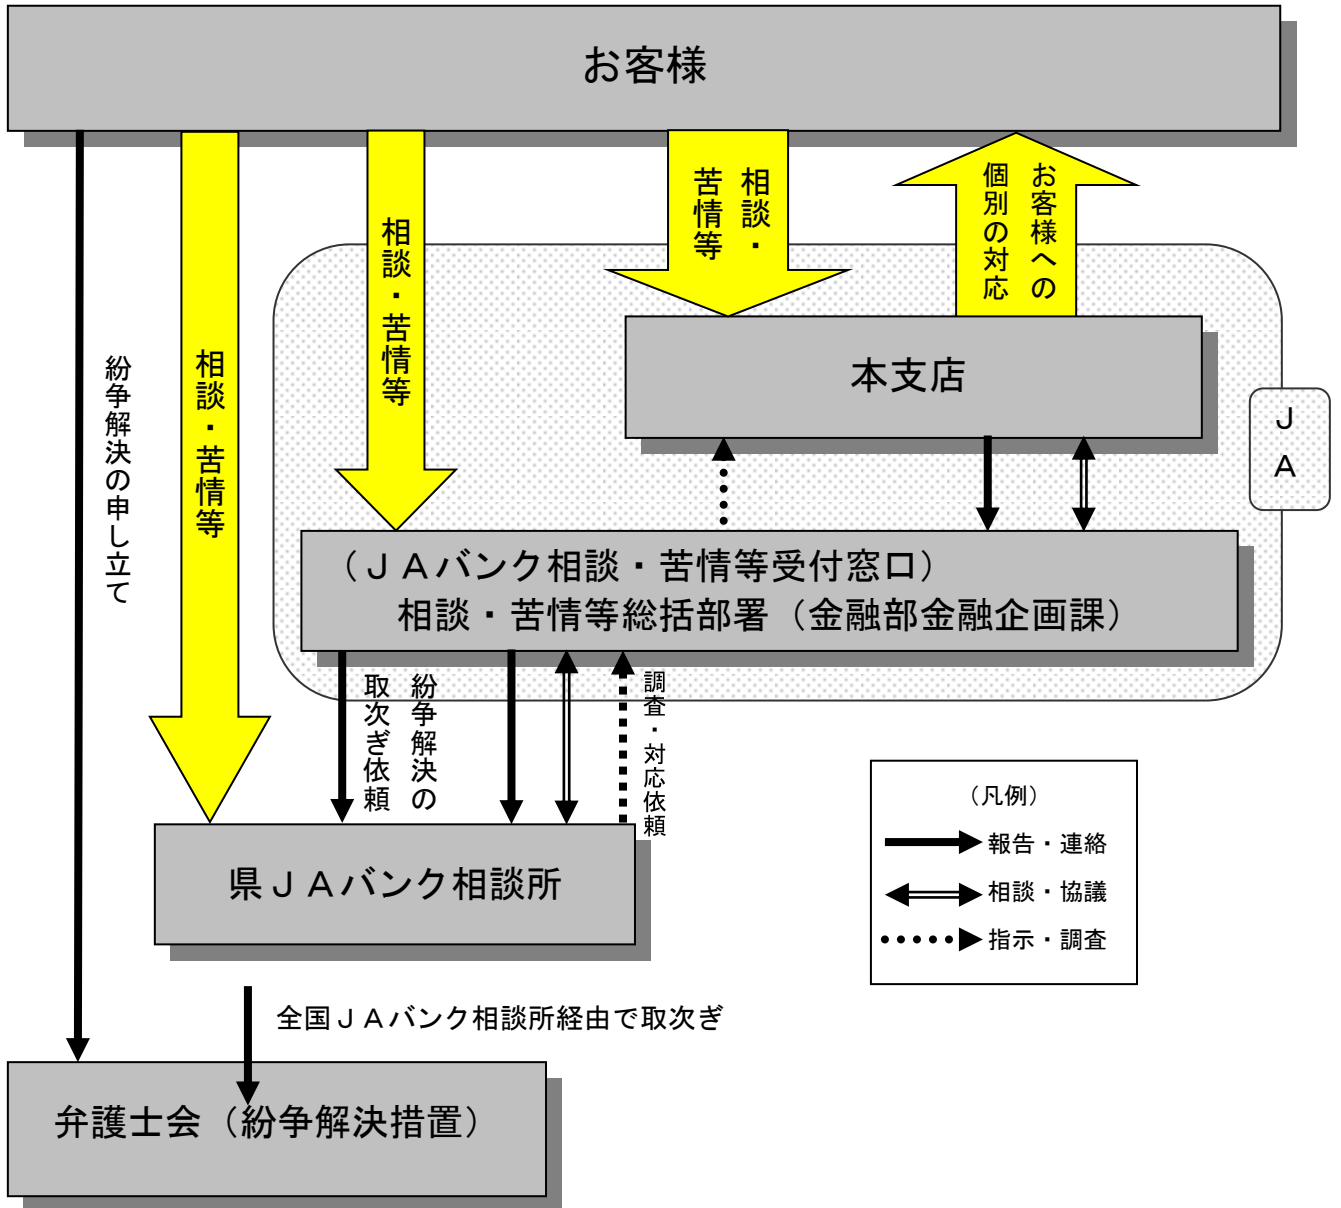 お客様
相談・
苦情等
お客様への
個別の対応
相談・苦情等
相談・苦情等
紛争解決の申し立て
本支店
ＪＡ
（ＪＡバンク相談・苦情等受付窓口）
相談・苦情等総括部署（金融部金融企画課）
紛争解決の
取次ぎ依頼
調査・対応依頼
県ＪＡバンク相談所
（凡例）
報告・連絡
相談・協議
指示・調査
全国ＪＡバンク相談所経由で取次ぎ
弁護士会（紛争解決措置）